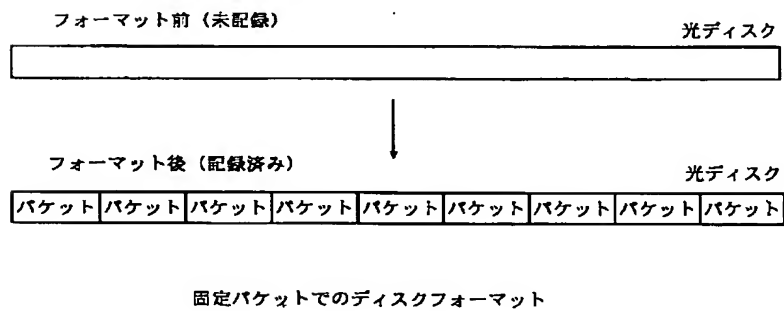 フォーマット前（未記録）
光ディスク
フォーマット後（記録済み）
光ディスク
パケット パケット パケット パケット パケット パケット パケット パケット パケット
固定パケットでのディスクフォーマット